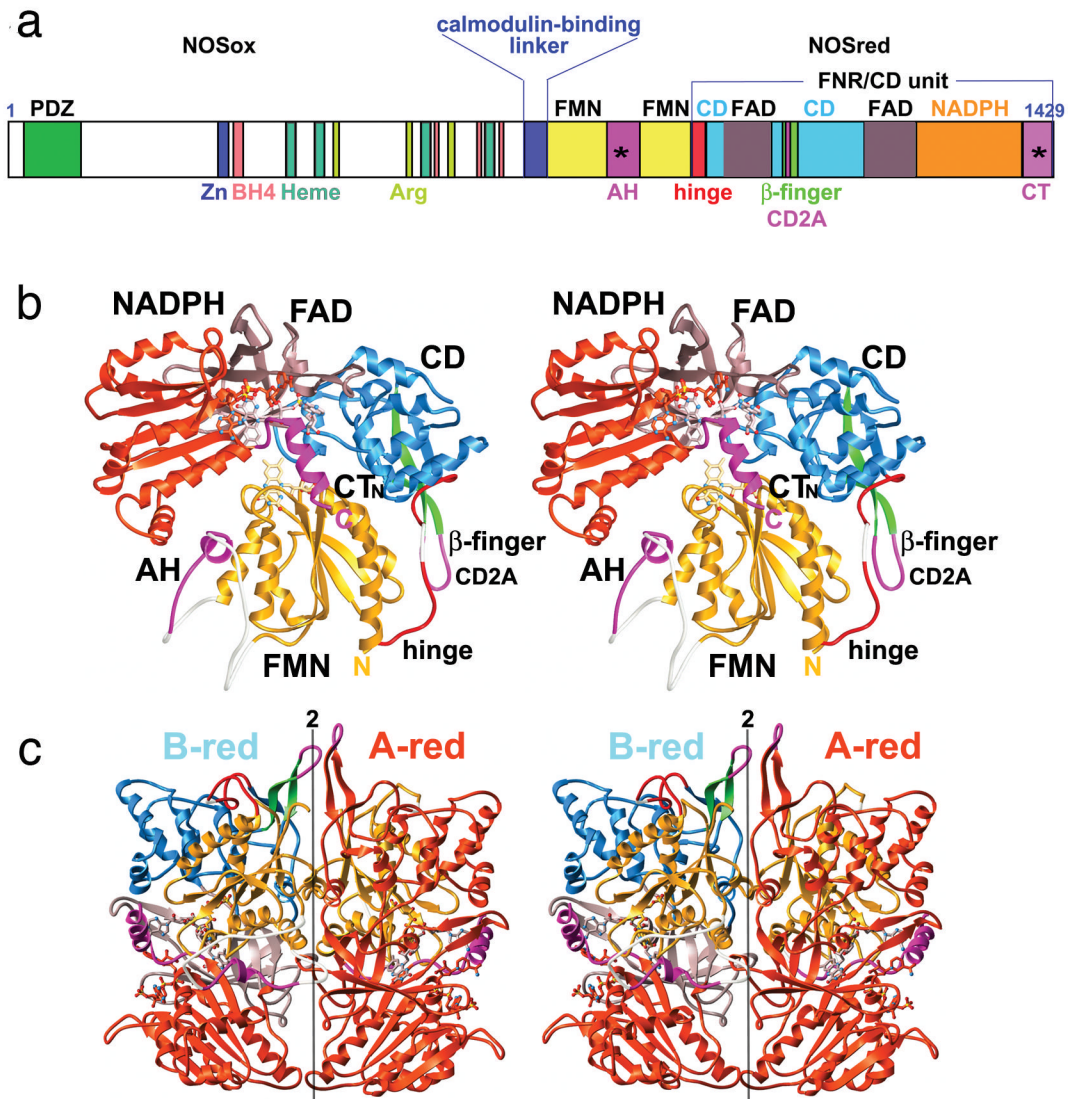 a
NOSox
calmodulin-binding
linker
NOSred
FNR/CD unit
1 PDZ FMN FMN CD FAD CD FAD NADPH 1429
* *
Zn BH4 Heme Arg AH hinge β-finger CT
CD2A
b
NADPH FAD CD NADPH FAD CD
CT N CT N
C C
AH β-finger AH β-finger
CD2A CD2A
hinge hinge
FMN N FMN N
c
2 2
B-red A-red B-red A-red